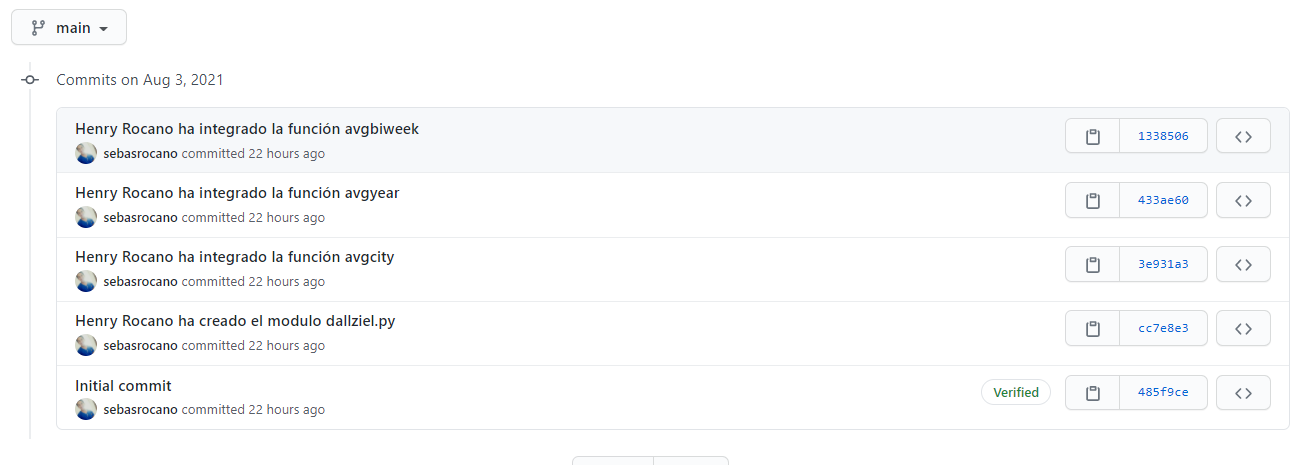 main
Commits on Aug 3, 2021
Henry Rocano ha integrado la función avgbiweek
sebasrocano committed 22 hours ago
1338506
Henry Rocano ha integrado la función avgyear
sebasrocano committed 22 hours ago
433ae60
Henry Rocano ha integrado la función avgcity
sebasrocano committed 22 hours ago
3e931a3
Henry Rocano ha creado el modulo dallziel.py
sebasrocano committed 22 hours ago
cc7e8e3
Initial commit
sebasrocano committed 22 hours ago
Verified
485f9ce